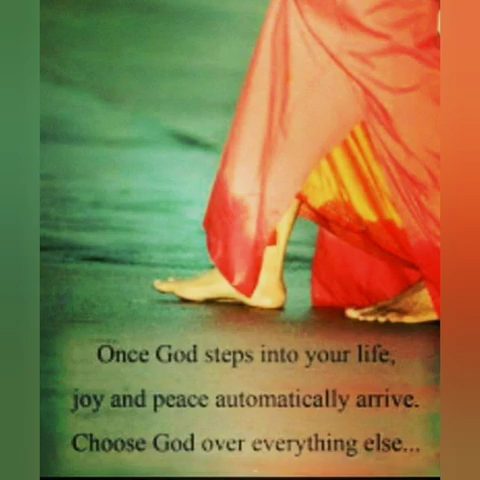 Once God steps into your life,
joy and peace automatically arrive.
Choose God over everything else...